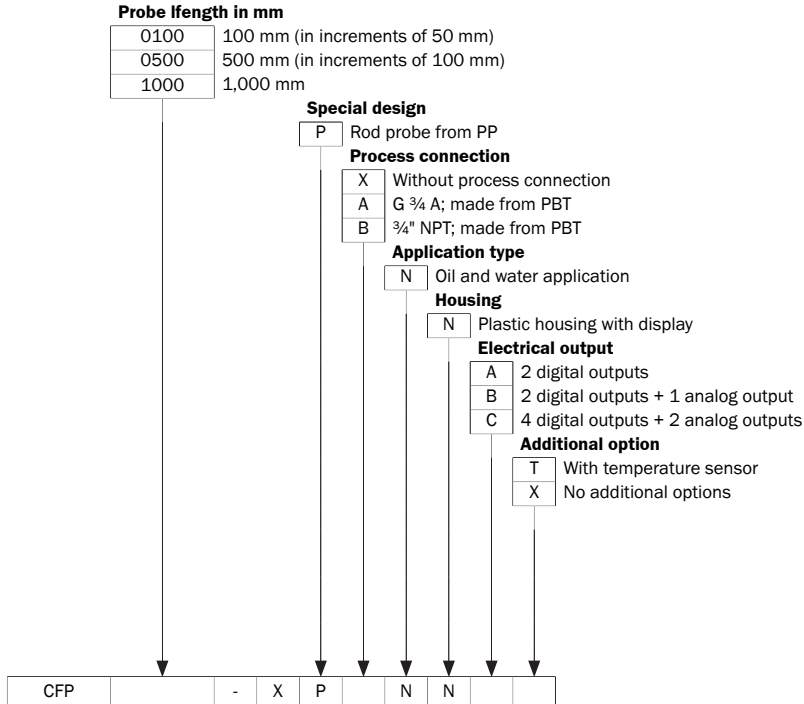 Probe lfength in mm
0100 100 mm (in increments of 50 mm)
0500 500 mm (in increments of 100 mm)
1000 1,000 mm
Special design
P Rod probe from PP
Process connection
X Without process connection
A G ¾ A; made from PBT
B ¾" NPT; made from PBT
Application type
N Oil and water application
Housing
N Plastic housing with display
Electrical output
A 2 digital outputs
B 2 digital outputs + 1 analog output
C 4 digital outputs + 2 analog outputs
Additional option
T With temperature sensor
X No additional options
CFP - X P N N